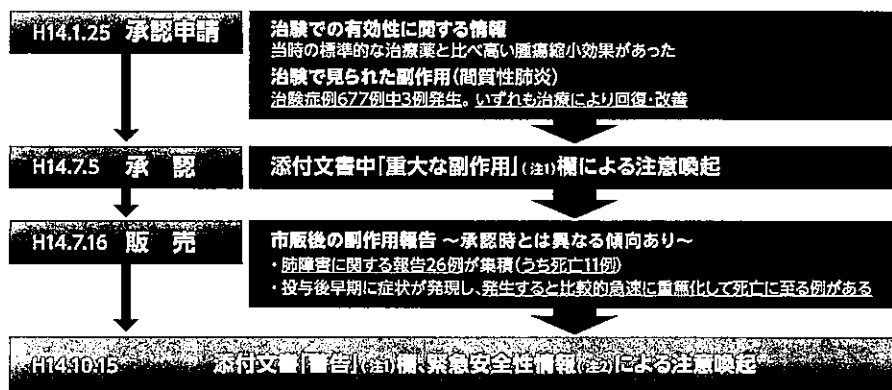 H14.1.25 承認申請
治験での有効性に関する情報
当時の標準的な治療薬と比べ高い腫瘍縮小効果があった
治験で見られた副作用(間質性肺炎)
治験症例677例中3例発生。いずれも治療により回復・改善
H14.7.5 承認
添付文書中「重大な副作用」(注1)欄による注意喚起
H14.7.16 販売
市販後の副作用報告 ～承認時とは異なる傾向あり～
・肺障害に関する報告26例が集積(うち死亡11例)
・投与後早期に症状が発現し、発生すると比較的急速に重篤化して死亡に至る例がある
H14.10.15 添付文書「警告」(注1)欄、緊急安全性情報(注2)による注意喚起